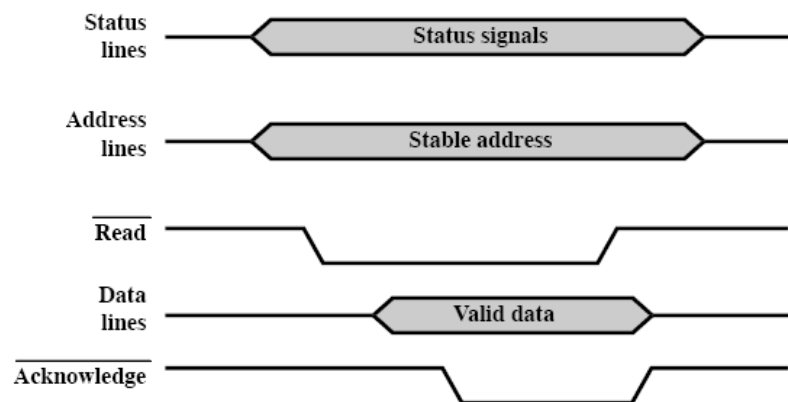 Status
lines
Status signals
Address
lines
Stable address
Read
Data
lines
Valid data
Acknowledge